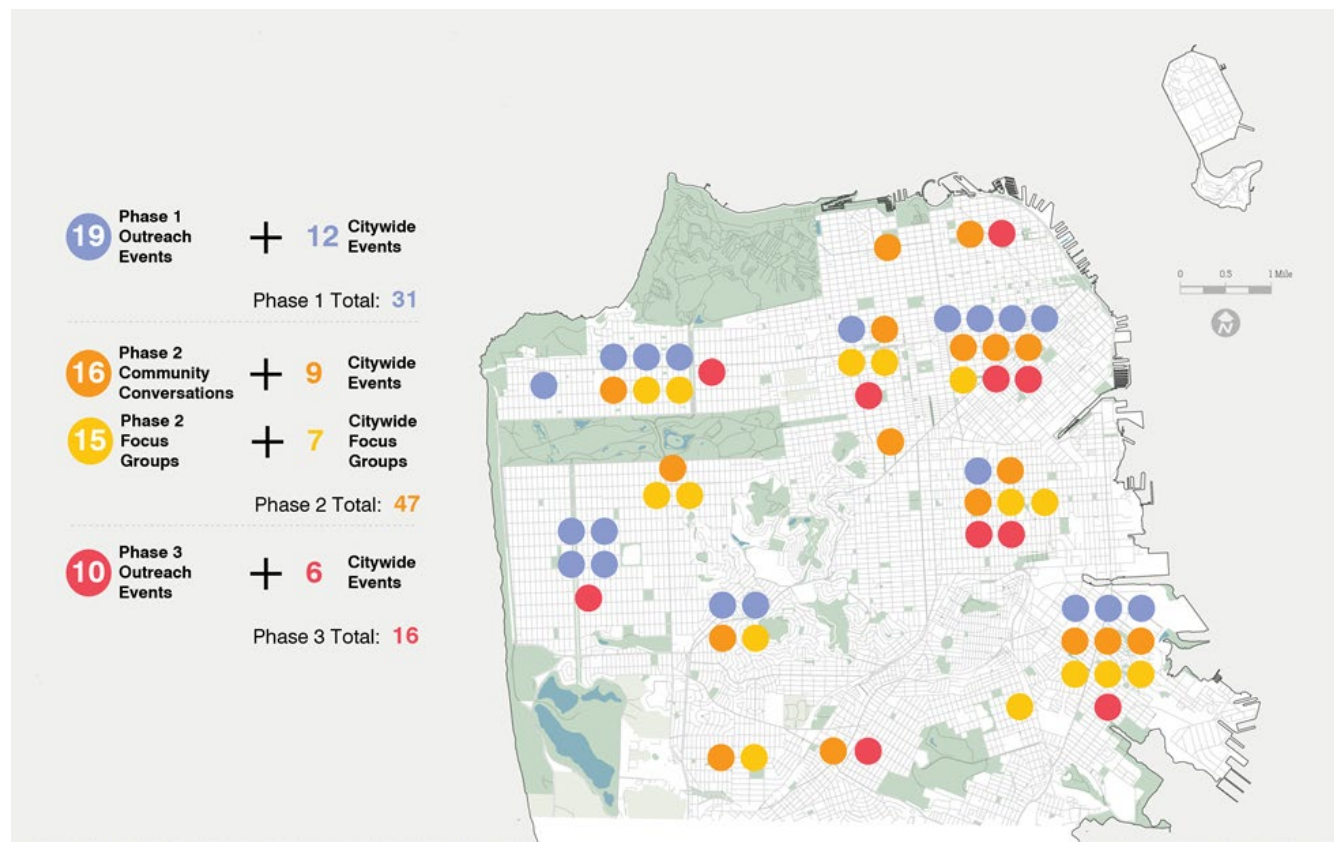 19 Phase 1 Outreach Events + 12 Citywide Events
Phase 1 Total: 31
16 Phase 2 Community Conversations + 9 Citywide Events
15 Phase 2 Focus Groups + 7 Citywide Focus Groups
Phase 2 Total: 47
10 Phase 3 Outreach Events + 6 Citywide Events
Phase 3 Total: 16
0 0.5 1 Mile
N